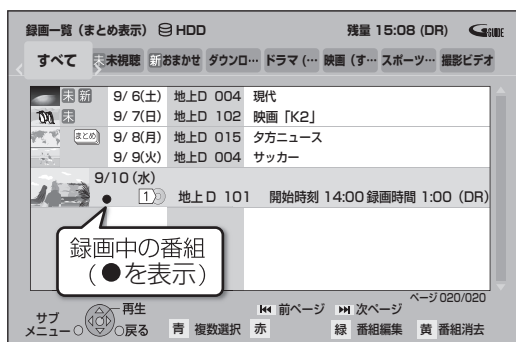 録画一覧（まとめ表示） HDD 残量 15:08 (DR) G GUIDE
すべて 未未視聴 新おまかせ ダウンロ… ドラマ (… 映画 (す… スポーツ… 撮影ビデオ
未 新 9/ 6(土) 地上D 004 現代
未 9/ 7(日) 地上D 102 映画「K2」
まとめ 9/ 8(月) 地上D 015 夕方ニュース
9/ 9(火) 地上D 004 サッカー
9/10 (水)
● 1 地上D 101 開始時刻 14:00 録画時間 1:00 (DR)
録画中の番組
（●を表示）
ページ 020/020
サブ
メニュー 再生
戻る
前ページ 次ページ
青 複数選択 赤 緑 番組編集 黄 番組消去